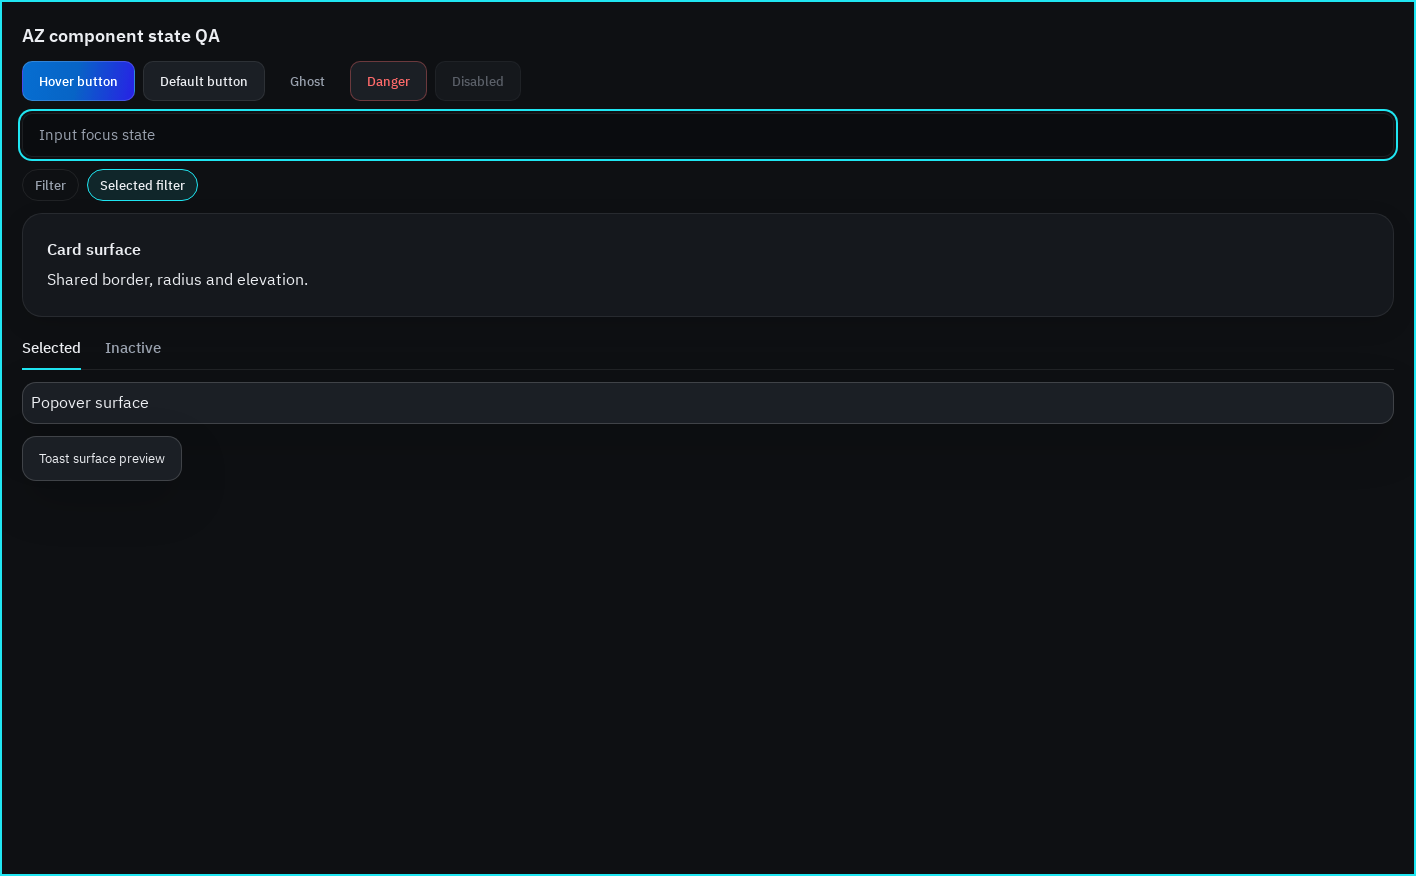 AZ component state QA
Hover button Default button Ghost Danger Disabled
Input focus state
Filter Selected filter
Card surface
Shared border, radius and elevation.
Selected Inactive
Popover surface
Toast surface preview